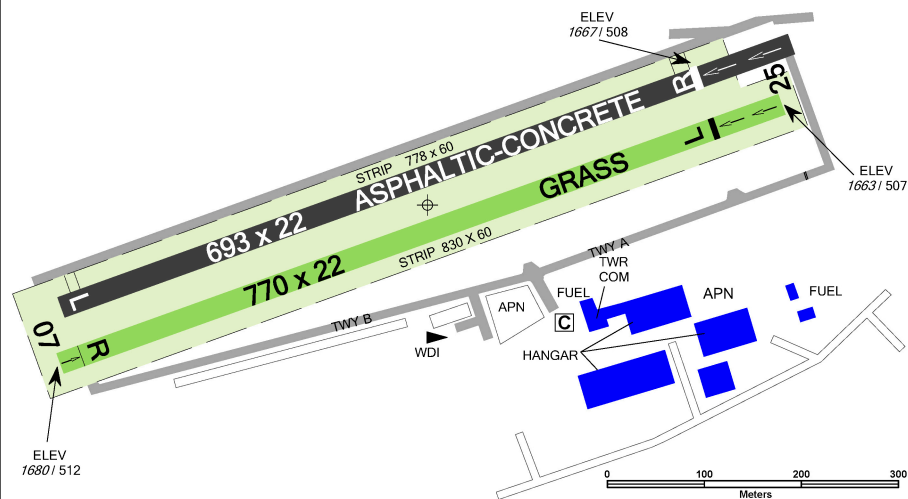 ELEV
1667 / 508
25
R
L
ELEV
1663 / 507
STRIP 778 x 60
ASPHALTIC-CONCRETE
693 x 22
GRASS
770 x 22
STRIP 830 X 60
L
07
R
TWY A
TWY B
TWR
COM
FUEL
APN
C
WDI
HANGAR
APN
FUEL
ELEV
1680 / 512
0 100 200 300
Meters